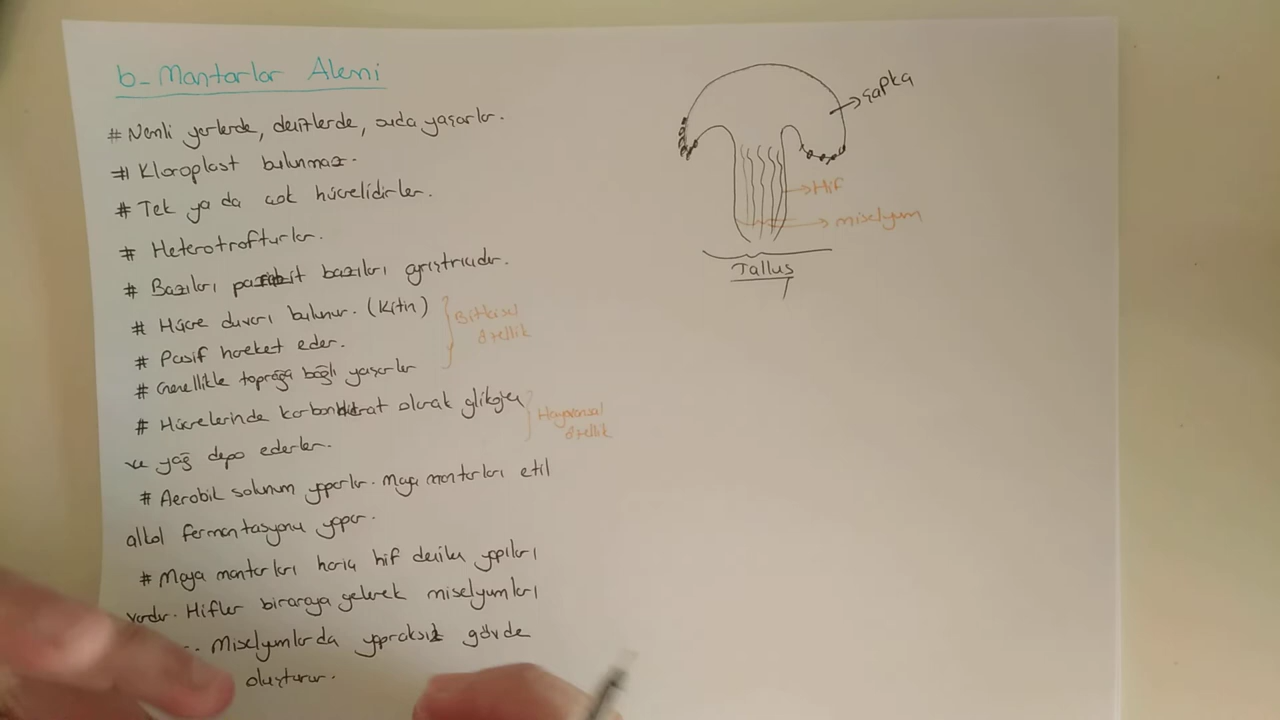 b- Mantarlar Alemi
# Nemli yerlerde, denizlerde, suda yaşarlar.
# Kloroplast bulunmaz.
# Tek ya da çok hücrelidirler.
# Heterotrofturlar.
# Bazıları parazit bazıları ayrıştırıcıdır.
# Hücre duvarı bulunur. (Kitin)
# Pasif hareket eder.
# Genellikle toprağa bağlı yaşarlar
# Hücrelerinde karbonhidrat olarak glikojen
ve yağ depo ederler.
# Aerobik solunum yaparlar. Maya mantarları etil
alkol fermantasyonu yapar.
# Maya mantarları hariç hif denilen yapıları
vardır. Hifler biraraya gelerek miselyumları
Miselyumlarda yapraksız gövde
oluşturur.
Bitkisel
özellik
Hayvansal
özellik
şapka
Hif
miselyum
Tallus